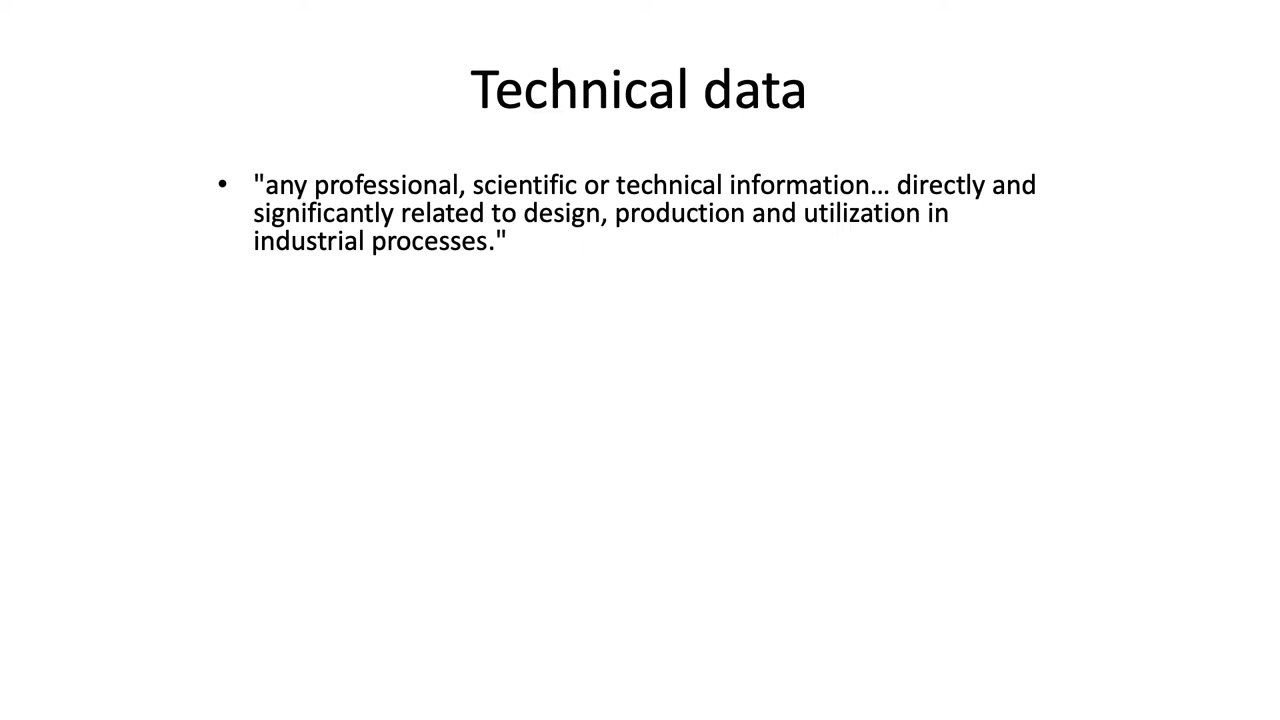 Technical data
• "any professional, scientific or technical information… directly and
significantly related to design, production and utilization in
industrial processes."